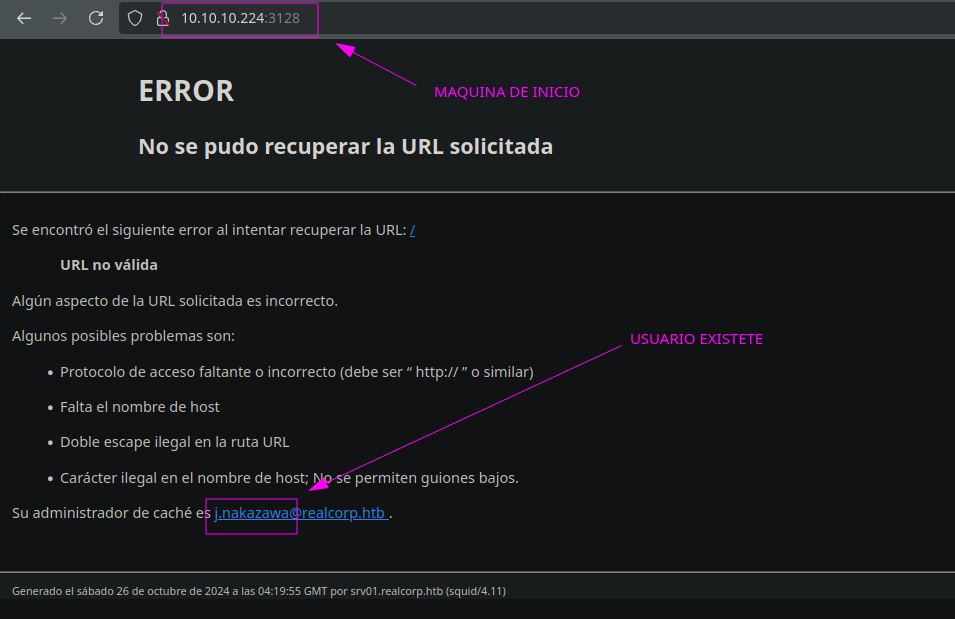 10.10.10.224:3128
MAQUINA DE INICIO
ERROR
No se pudo recuperar la URL solicitada
Se encontró el siguiente error al intentar recuperar la URL: /
URL no válida
Algún aspecto de la URL solicitada es incorrecto.
Algunos posibles problemas son:
USUARIO EXISTETE
• Protocolo de acceso faltante o incorrecto (debe ser “ http:// ” o similar)
• Falta el nombre de host
• Doble escape ilegal en la ruta URL
• Carácter ilegal en el nombre de host; No se permiten guiones bajos.
Su administrador de caché es j.nakazawa@realcorp.htb .
Generado el sábado 26 de octubre de 2024 a las 04:19:55 GMT por srv01.realcorp.htb (squid/4.11)